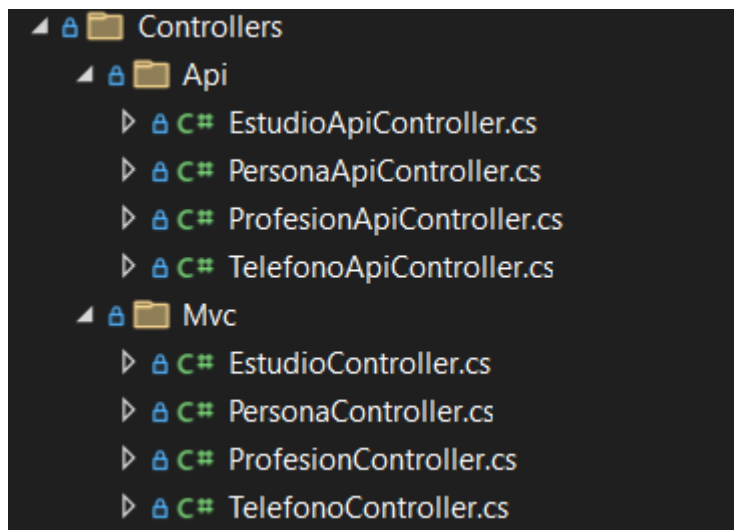 Controllers
Api
C# EstudioApiController.cs
C# PersonaApiController.cs
C# ProfesionApiController.cs
C# TelefonoApiController.cs
Mvc
C# EstudioController.cs
C# PersonaController.cs
C# ProfesionController.cs
C# TelefonoController.cs